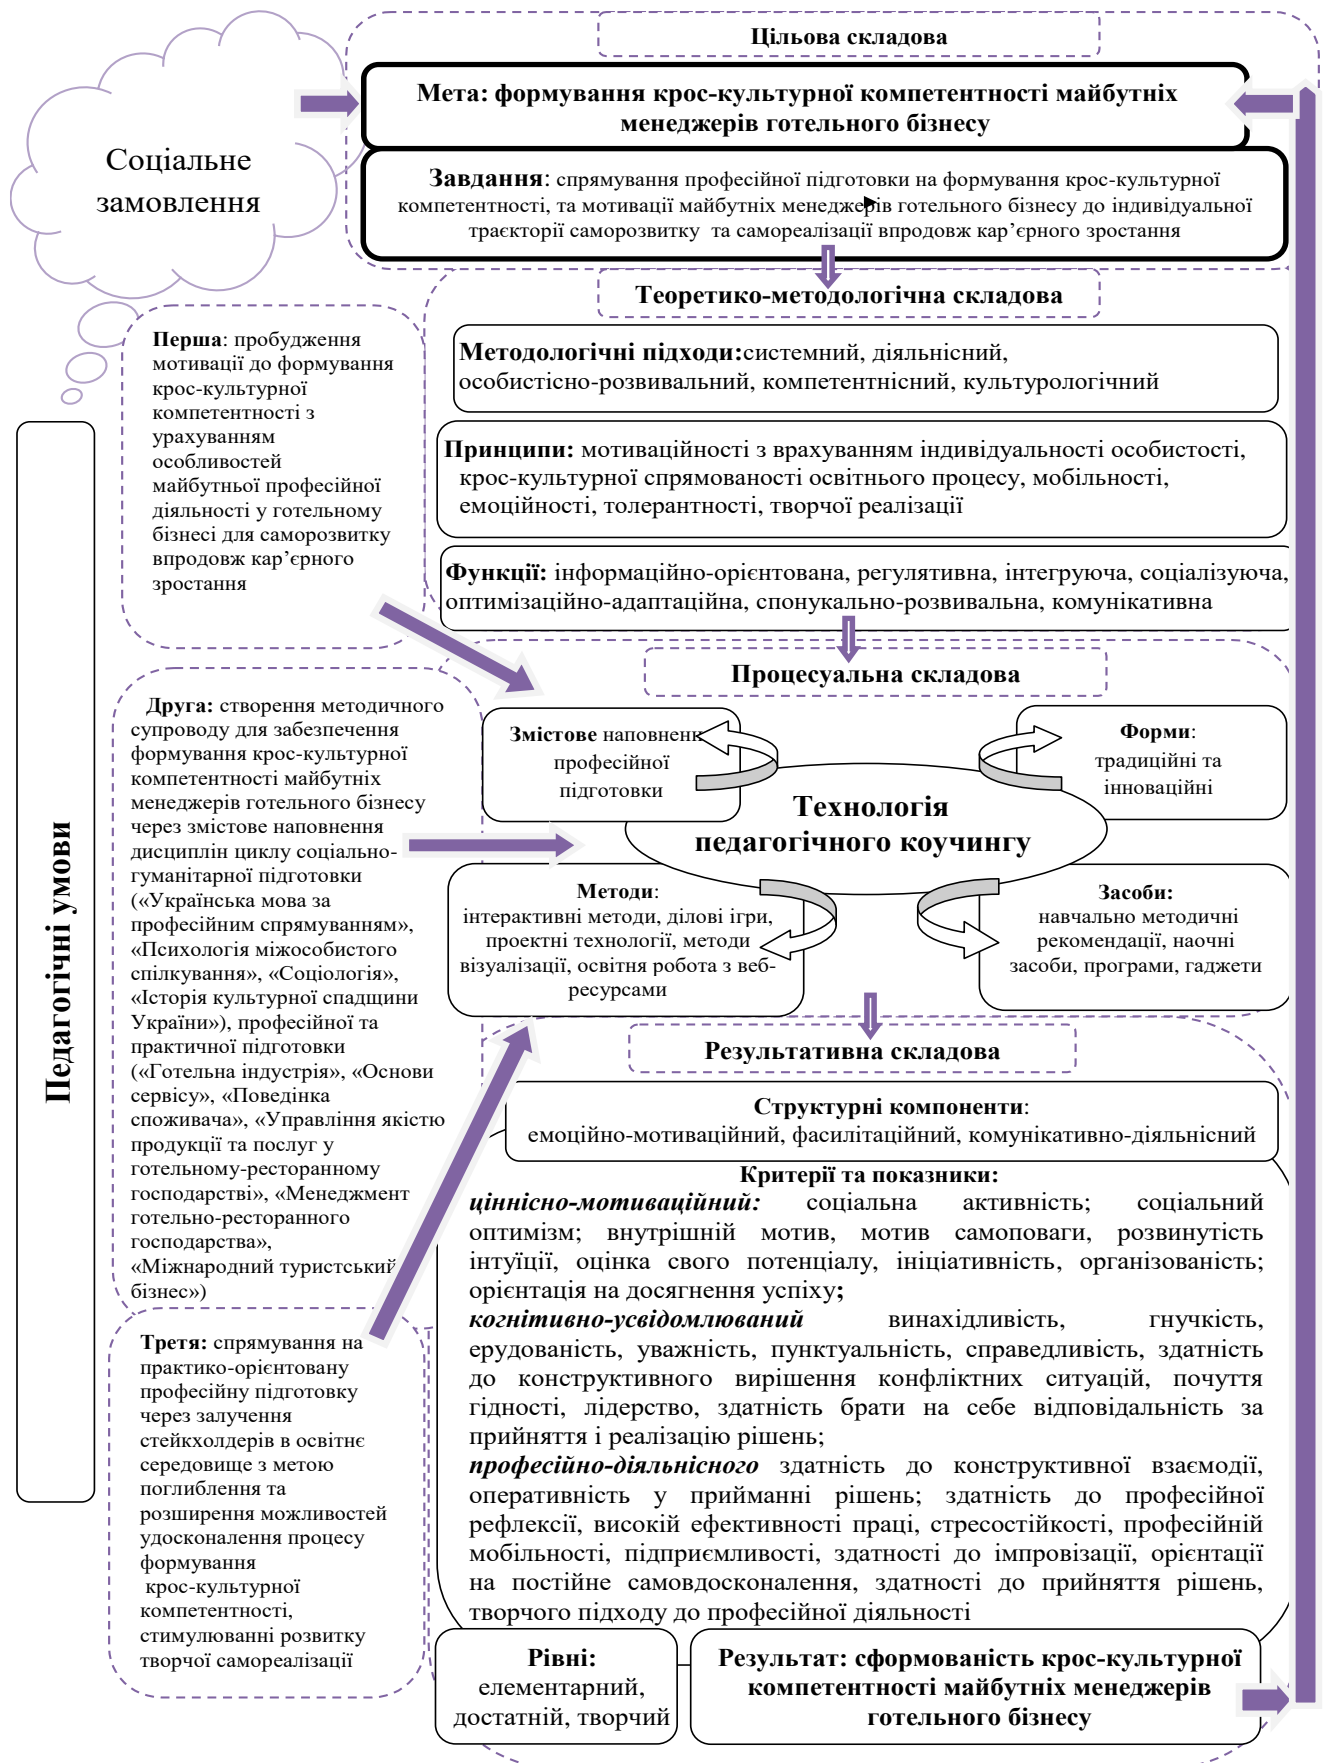 Цільова складова
Мета: формування крос-культурної компетентності майбутніх
менеджерів готельного бізнесу
Соціальне
замовлення
Завдання: спрямування професійної підготовки на формування крос-культурної
компетентності, та мотивації майбутніх менеджерів готельного бізнесу до індивідуальної
траєкторії саморозвитку та самореалізації впродовж кар’єрного зростання
Теоретико-методологічна складова
Методологічні підходи:системний, діяльнісний,
особистісно-розвивальний, компетентнісний, культурологічний
Принципи: мотиваційності з врахуванням індивідуальності особистості,
крос-культурної спрямованості освітнього процесу, мобільності,
емоційності, толерантності, творчої реалізації
Функції: інформаційно-орієнтована, регулятивна, інтегруюча, соціалізуюча,
оптимізаційно-адаптаційна, спонукально-розвивальна, комунікативна
Педагогічні умови
Перша: пробудження
мотивації до формування
крос-культурної
компетентності з
урахуванням
особливостей
майбутньої професійної
діяльності у готельному
бізнесі для саморозвитку
впродовж кар’єрного
зростання
Друга: створення методичного
супроводу для забезпечення
формування крос-культурної
компетентності майбутніх
менеджерів готельного бізнесу
через змістове наповнення
дисциплін циклу соціально-
гуманітарної підготовки
(«Українська мова за
професійним спрямуванням»,
«Психологія міжособистого
спілкування», «Соціологія»,
«Історія культурної спадщини
України»), професійної та
практичної підготовки
(«Готельна індустрія», «Основи
сервісу», «Поведінка
споживача», «Управління якістю
продукції та послуг у
готельному-ресторанному
господарстві», «Менеджмент
готельно-ресторанного
господарства»,
«Міжнародний туристський
бізнес»)
Третя: спрямування на
практико-орієнтовану
професійну підготовку
через залучення
стейкхолдерів в освітнє
середовище з метою
поглиблення та
розширення можливостей
удосконалення процесу
формування
крос-культурної
компетентності,
стимулюванні розвитку
творчої самореалізації
Процесуальна складова
Змістове наповненн
професійної
підготовки
Форми:
традиційні та
інноваційні
Технологія
педагогічного коучингу
Методи:
інтерактивні методи, ділові ігри,
проектні технології, методи
візуалізації, освітня робота з веб-
ресурсами
Засоби:
навчально методичні
рекомендації, наочні
засоби, програми, гаджети
Результативна складова
Структурні компоненти:
емоційно-мотиваційний, фасилітаційний, комунікативно-діяльнісний
Критерії та показники:
ціннісно-мотиваційний: соціальна активність; соціальний
оптимізм; внутрішній мотив, мотив самоповаги, розвинутість
інтуїції, оцінка свого потенціалу, ініціативність, організованість;
орієнтація на досягнення успіху;
когнітивно-усвідомлюваний винахідливість, гнучкість,
ерудованість, уважність, пунктуальність, справедливість, здатність
до конструктивного вирішення конфліктних ситуацій, почуття
гідності, лідерство, здатність брати на себе відповідальність за
прийняття і реалізацію рішень;
професійно-діяльнісного здатність до конструктивної взаємодії,
оперативність у прийманні рішень; здатність до професійної
рефлексії, високій ефективності праці, стресостійкості, професійній
мобільності, підприємливості, здатності до імпровізації, орієнтації
на постійне самовдосконалення, здатності до прийняття рішень,
творчого підходу до професійної діяльності
Рівні:
елементарний,
достатній, творчий
Результат: сформованість крос-культурної
компетентності майбутніх менеджерів
готельного бізнесу